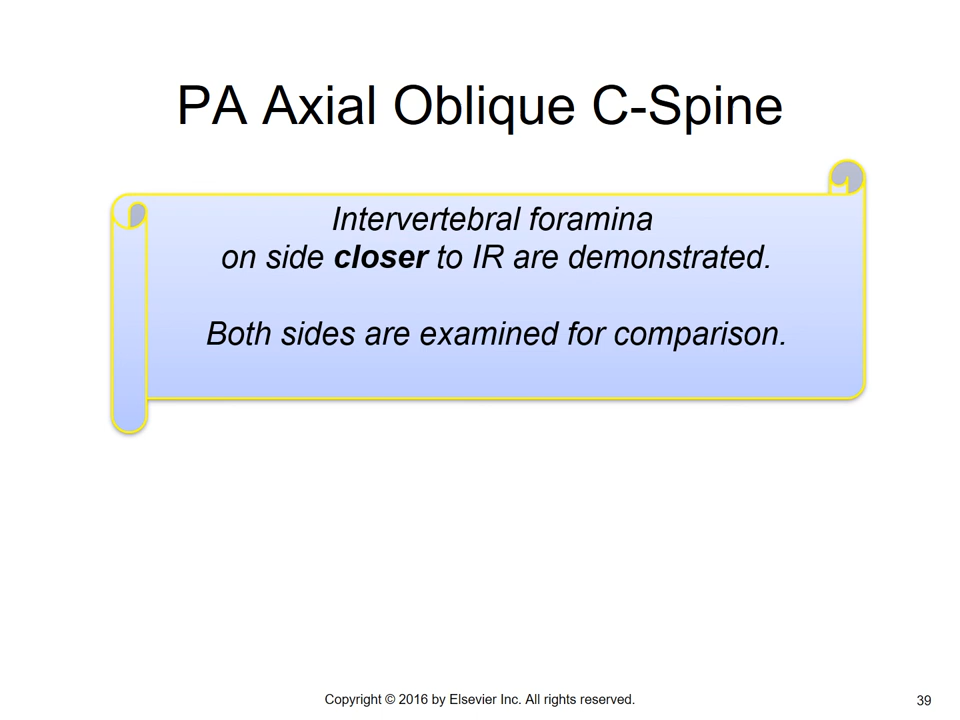 PA Axial Oblique C-Spine
Intervertebral foramina
on side closer to IR are demonstrated.
Both sides are examined for comparison.
Copyright © 2016 by Elsevier Inc. All rights reserved.
39